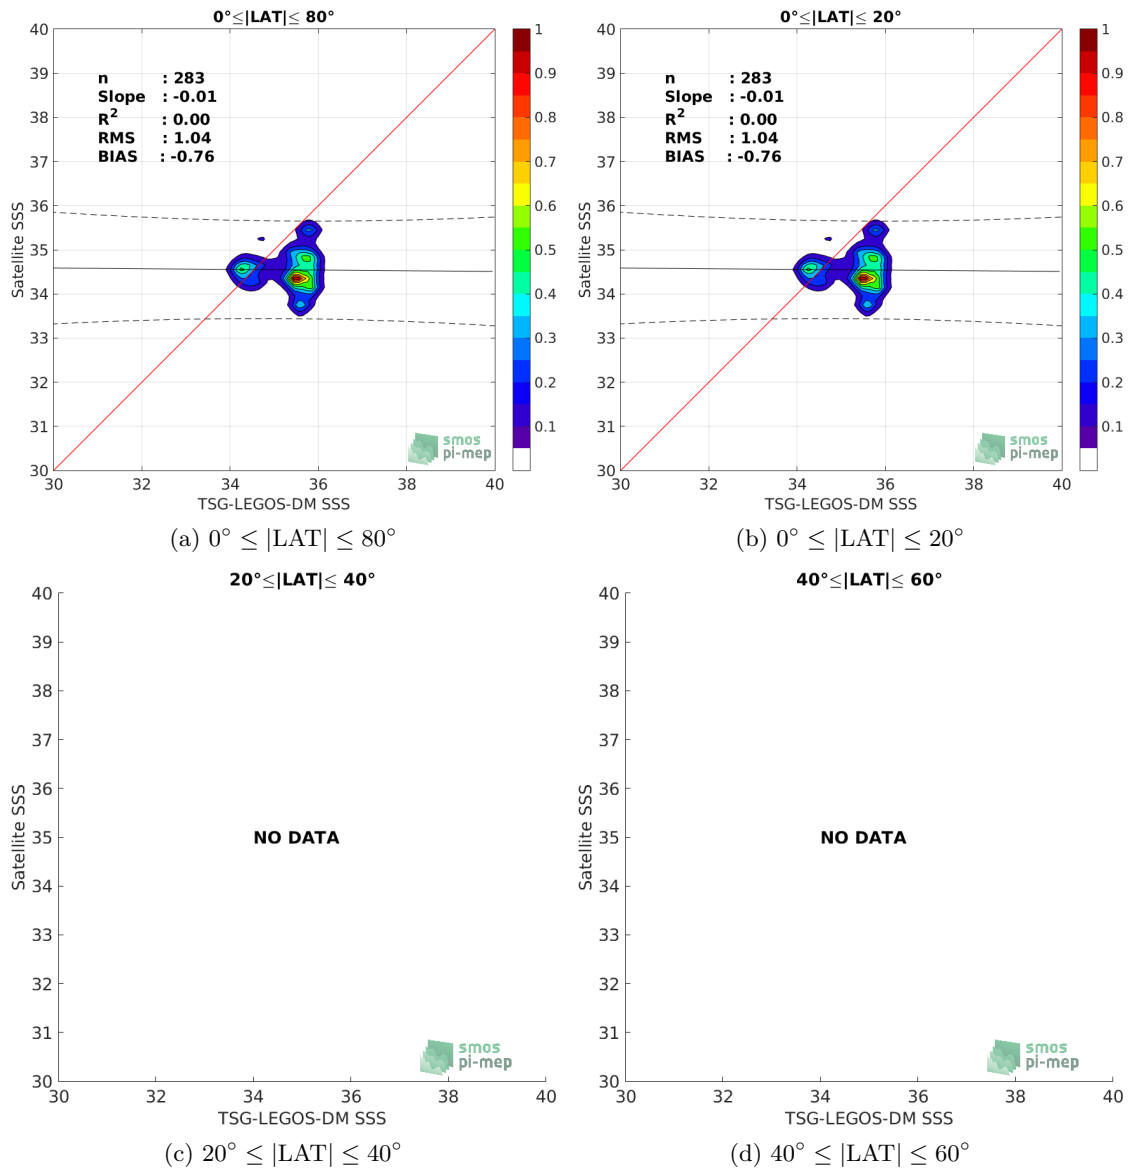 0°≤|LAT|≤ 80°
40
39
38
37
36
35
34
33
32
31
30
Satellite SSS
n : 283
Slope : -0.01
R² : 0.00
RMS : 1.04
BIAS : -0.76
smos
pi-mep
30 32 34 36 38 40
TSG-LEGOS-DM SSS
1
0.9
0.8
0.7
0.6
0.5
0.4
0.3
0.2
0.1
(a) 0° ≤ |LAT| ≤ 80°
0°≤|LAT|≤ 20°
40
39
38
37
36
35
34
33
32
31
30
Satellite SSS
n : 283
Slope : -0.01
R² : 0.00
RMS : 1.04
BIAS : -0.76
smos
pi-mep
30 32 34 36 38 40
TSG-LEGOS-DM SSS
1
0.9
0.8
0.7
0.6
0.5
0.4
0.3
0.2
0.1
(b) 0° ≤ |LAT| ≤ 20°
20°≤|LAT|≤ 40°
40
39
38
37
36
35
34
33
32
31
30
Satellite SSS
NO DATA
smos
pi-mep
30 32 34 36 38 40
TSG-LEGOS-DM SSS
(c) 20° ≤ |LAT| ≤ 40°
40°≤|LAT|≤ 60°
40
39
38
37
36
35
34
33
32
31
30
Satellite SSS
NO DATA
smos
pi-mep
30 32 34 36 38 40
TSG-LEGOS-DM SSS
(d) 40° ≤ |LAT| ≤ 60°